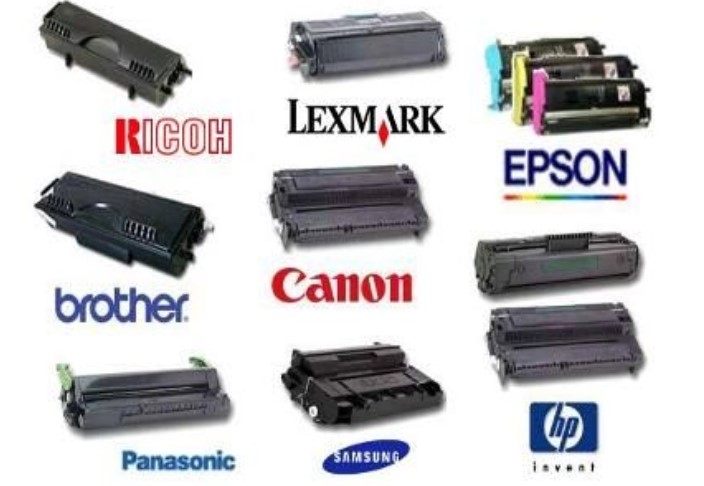 RICOH
LEXMARK
EPSON
brother.
Canon
Panasonic
SAMSUNG
hp
invent